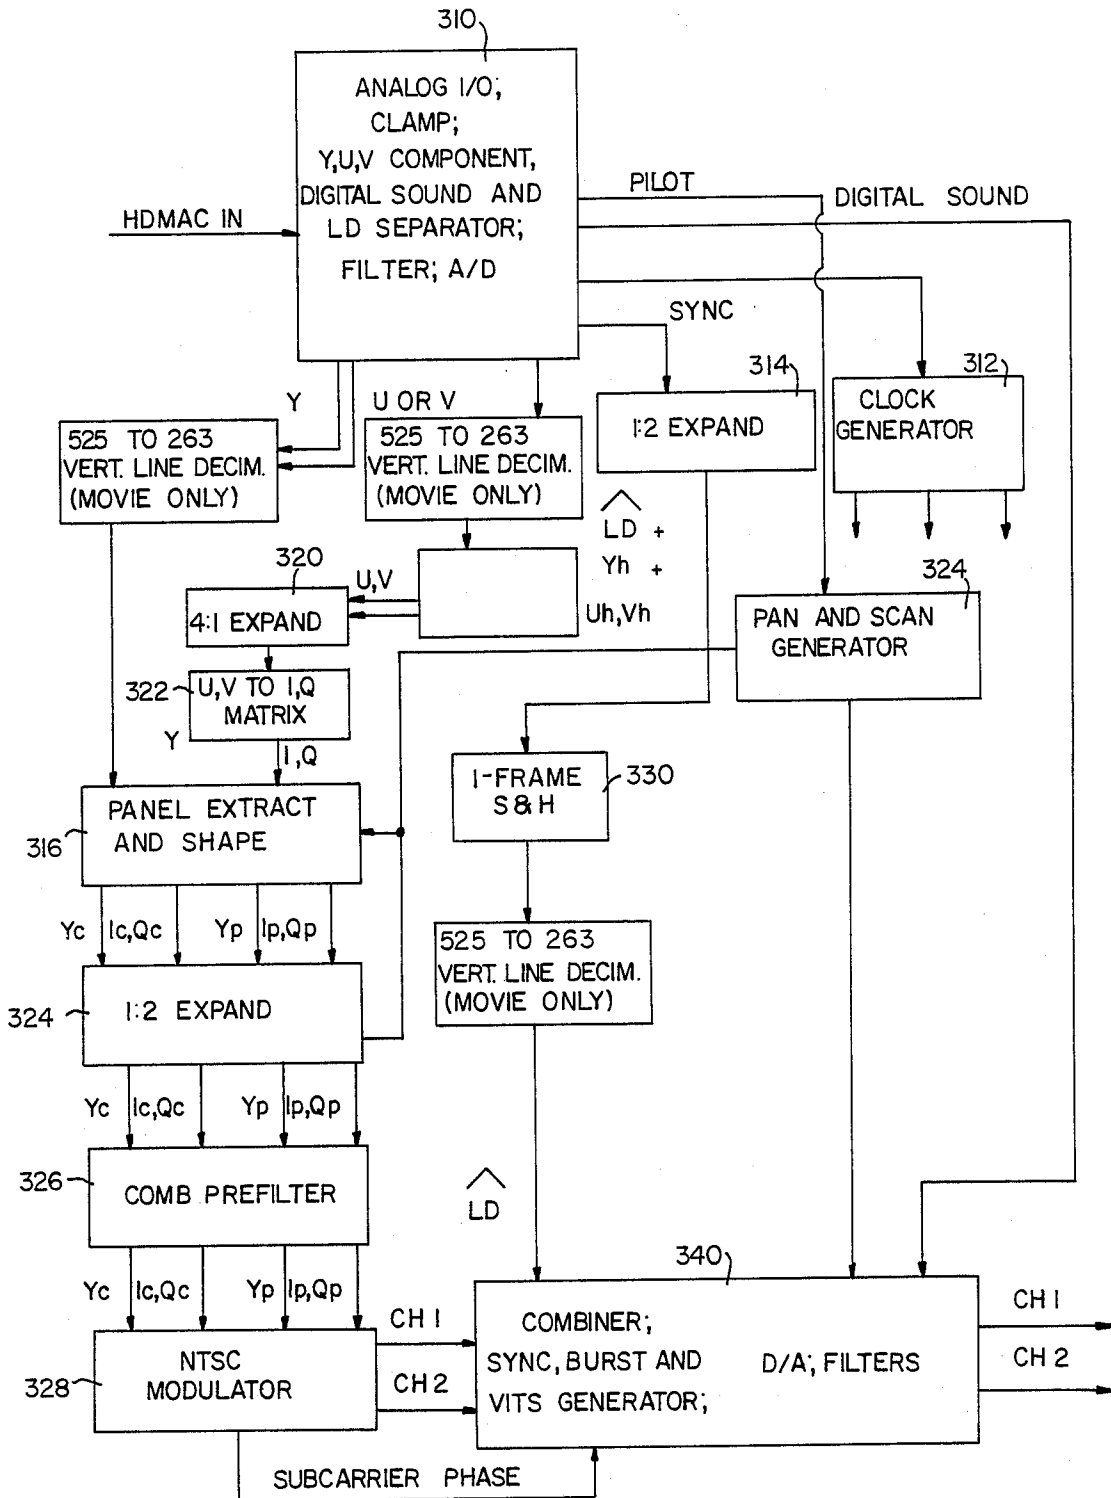 310
ANALOG I/O;
CLAMP;
Y,U,V COMPONENT,
DIGITAL SOUND AND
LD SEPARATOR;
FILTER; A/D
HDMAC IN
PILOT
DIGITAL SOUND
SYNC
314
1:2 EXPAND
312
CLOCK
GENERATOR
Y
U OR V
525 TO 263
VERT. LINE DECIM.
(MOVIE ONLY)
525 TO 263
VERT. LINE DECIM.
(MOVIE ONLY)
LD +
Yh +
Uh,Vh
320
U,V
4:1 EXPAND
324
PAN AND SCAN
GENERATOR
322
U,V TO I,Q
MATRIX
Y
I,Q
1-FRAME
S&H
330
316
PANEL EXTRACT
AND SHAPE
Yc Ic,Qc Yp Ip,Qp
525 TO 263
VERT. LINE DECIM.
(MOVIE ONLY)
324
1:2 EXPAND
Yc Ic,Qc Yp Ip,Qp
326
COMB PREFILTER
LD
Yc Ic,Qc Yp Ip,Qp
340
328
NTSC
MODULATOR
CH 1
CH 2
COMBINER;
SYNC, BURST AND
VITS GENERATOR;
D/A; FILTERS
CH 1
CH 2
SUBCARRIER PHASE